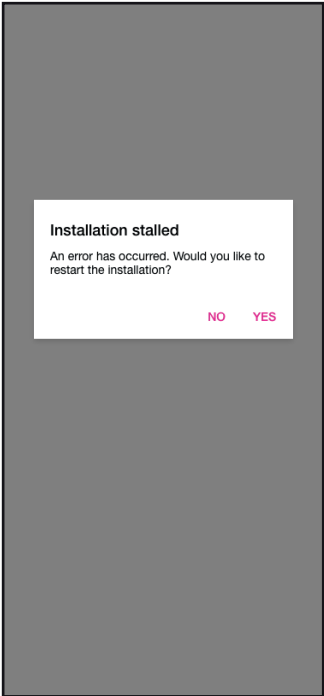 Installation stalled
An error has occurred. Would you like to
restart the installation?
NO YES